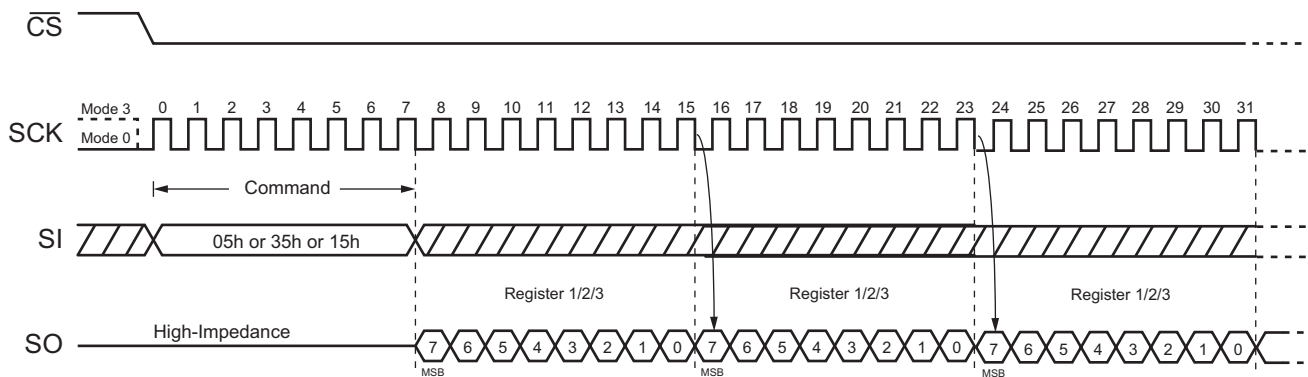 CS
Mode 3 0 1 2 3 4 5 6 7 8 9 10 11 12 13 14 15 16 17 18 19 20 21 22 23 24 25 26 27 28 29 30 31
SCK
Mode 0
Command
SI 05h or 35h or 15h
Register 1/2/3 Register 1/2/3 Register 1/2/3
High-Impedance
SO 7 6 5 4 3 2 1 0 7 6 5 4 3 2 1 0 7 6 5 4 3 2 1 0
MSB MSB MSB